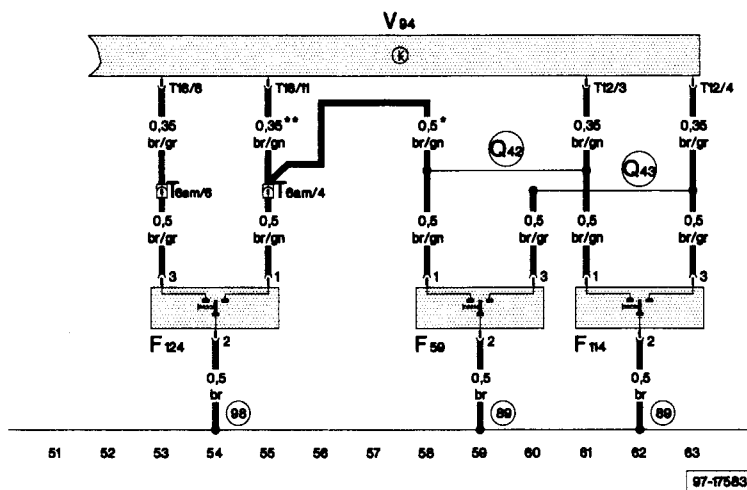 V94
k
T16/6 T16/11 T12/3 T12/4
0,35 0,35** 0,5* 0,35 0,35
br/gr br/gn br/gn br/gn br/gr
Q42
Q43
T6am/6 T6am/4
0,5 0,5 0,5 0,5 0,5 0,5
br/gr br/gn br/gn br/gr br/gn br/gr
3 1 1 3 1 3
F124 2 F59 2 F114 2
0,5 0,5 0,5
br br br
98 89 89
51 52 53 54 55 56 57 58 59 60 61 62 63
97-17583